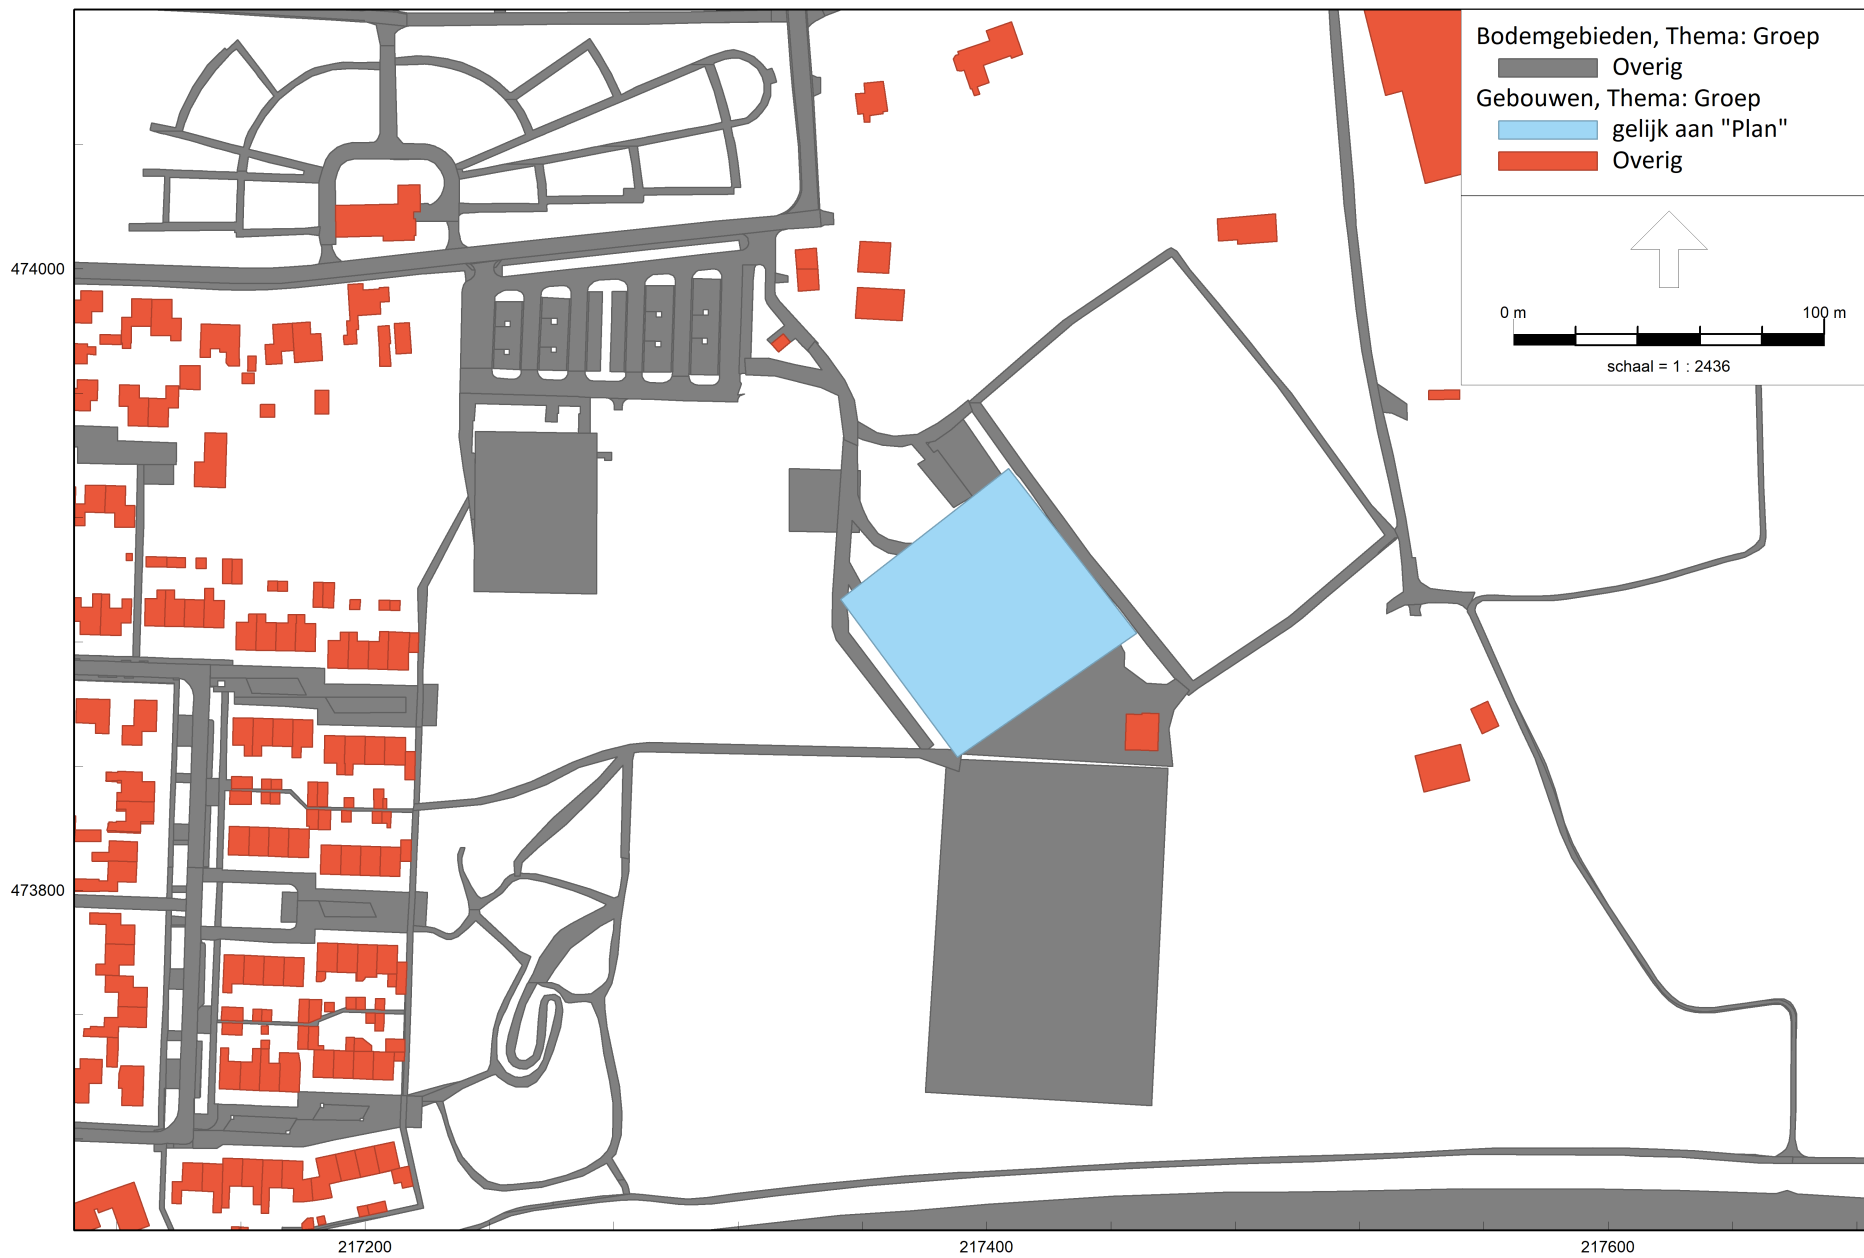 Bodemgebieden, Thema: Groep
Overig
Gebouwen, Thema: Groep
gelijk aan "Plan"
Overig
0 m 100 m
schaal = 1 : 2436
474000
473800
217200 217400 217600